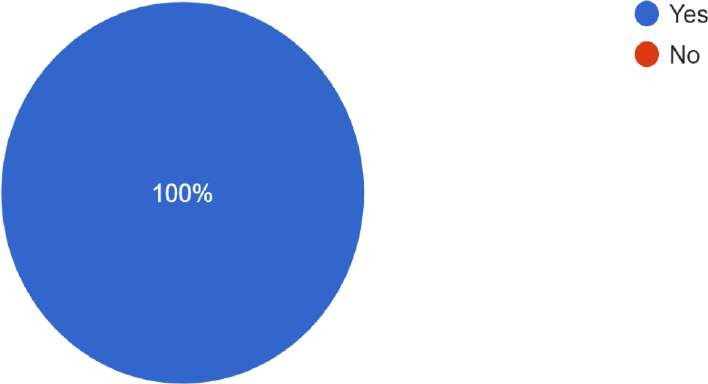 Yes
No
100%